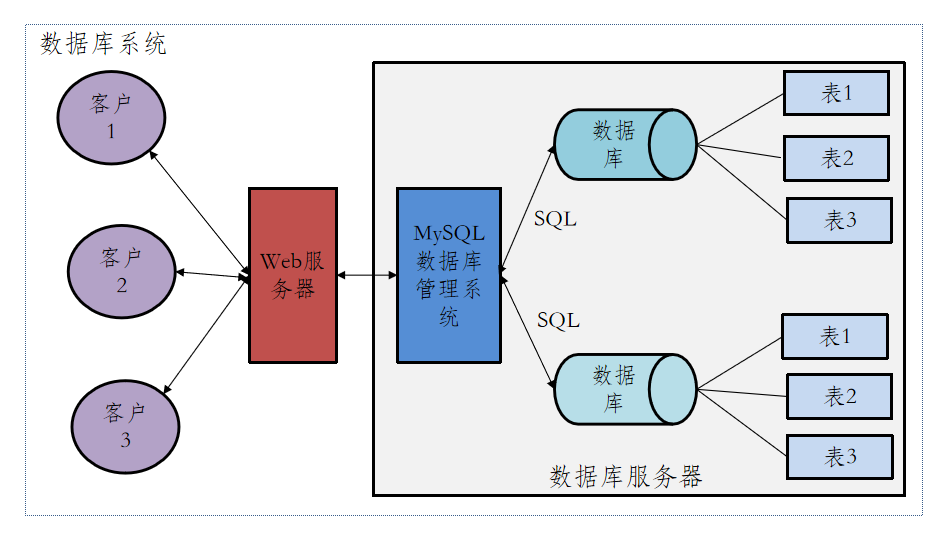 数据库系统
客户
1
客户
2
客户
3
Web服
务器
MySQL
数据库
管理系
统
SQL
SQL
数据
库
表1
表2
表3
数据
库
表1
表2
表3
数据库服务器